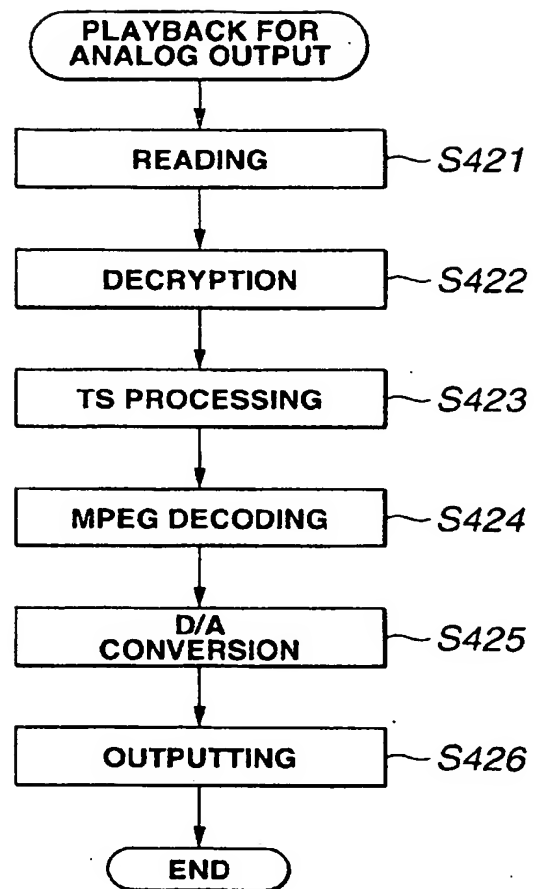 PLAYBACK FOR
ANALOG OUTPUT
READING
S421
DECRYPTION
S422
TS PROCESSING
S423
MPEG DECODING
S424
D/A
CONVERSION
S425
OUTPUTTING
S426
END